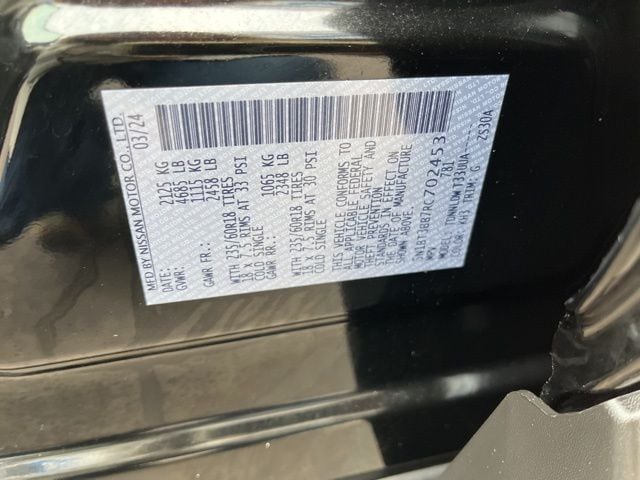 MFD BY NISSAN MOTOR CO., LTD.
DATE: 03/24
GVWR: 2125 KG
4685 LB
GAWR FR.: 1115 KG
2458 LB
WITH 235/60R18 TIRES
18 X 7.5 RIMS AT 33 PSI
COLD SINGLE
GAWR RR.: 1065 KG
2348 LB
WITH 235/60R18 TIRES
18 X 7.5 RIMS AT 30 PSI
COLD SINGLE
THIS VEHICLE CONFORMS TO
ALL APPLICABLE FEDERAL
MOTOR VEHICLE SAFETY AND
THEFT PREVENTION
STANDARDS IN EFFECT ON
THE DATE OF MANUFACTURE
SHOWN ABOVE.
702453
MPV 781
MODEL:
COLOR: KH3 TRIM: G ZS30A